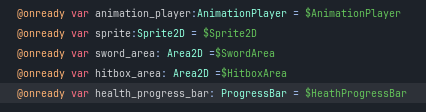 @onready var animation_player:AnimationPlayer = $AnimationPlayer
@onready var sprite:Sprite2D = $Sprite2D
@onready var sword_area: Area2D =$SwordArea
@onready var hitbox_area: Area2D =$HitboxArea
@onready var health_progress_bar: ProgressBar = $HeathProgressBar